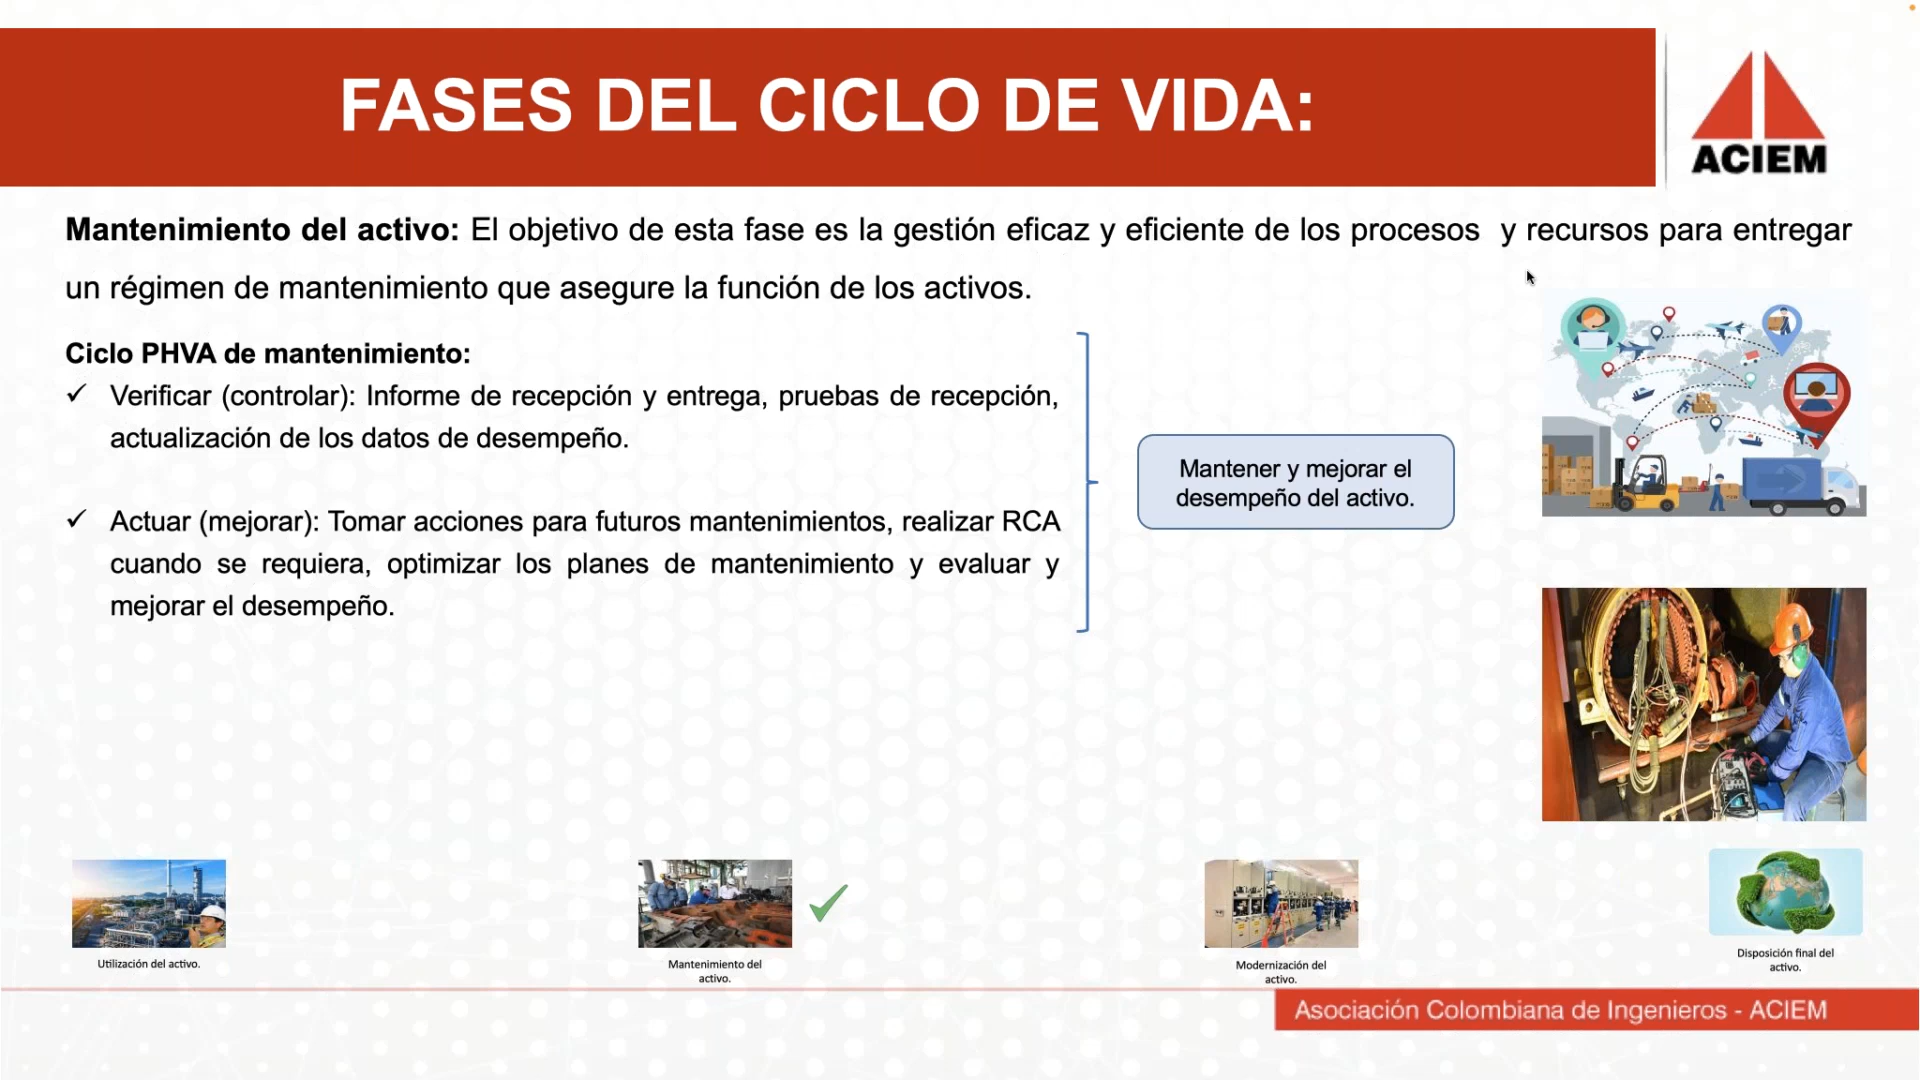 FASES DEL CICLO DE VIDA:
ACIEM
Mantenimiento del activo: El objetivo de esta fase es la gestión eficaz y eficiente de los procesos y recursos para entregar
un régimen de mantenimiento que asegure la función de los activos.
Ciclo PHVA de mantenimiento:
✓ Verificar (controlar): Informe de recepción y entrega, pruebas de recepción,
actualización de los datos de desempeño.
✓ Actuar (mejorar): Tomar acciones para futuros mantenimientos, realizar RCA
cuando se requiera, optimizar los planes de mantenimiento y evaluar y
mejorar el desempeño.
Mantener y mejorar el
desempeño del activo.
Utilización del activo.
Mantenimiento del
activo.
Modernización del
activo.
Disposición final del
activo.
Asociación Colombiana de Ingenieros - ACIEM